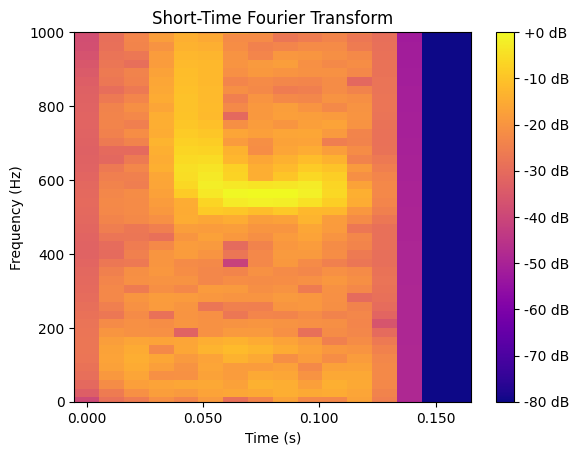 Short-Time Fourier Transform
Frequency (Hz)
1000
800
600
400
200
0
0.000
0.050
0.100
0.150
Time (s)
+0 dB
-10 dB
-20 dB
-30 dB
-40 dB
-50 dB
-60 dB
-70 dB
-80 dB